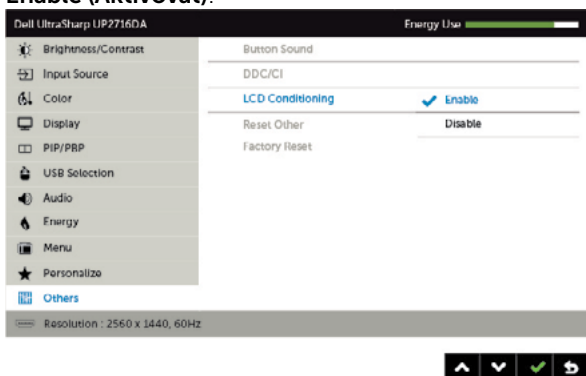 Enable (Aktivovat).
Dell UltraSharp UP2716DA
Energy Use
Brightness/Contrast
Button Sound
Input Source
DDC/CI
Color
LCD Conditioning
Enable
Display
Reset Other
Disable
PIP/PBP
Factory Reset
USB Selection
Audio
Energy
Menu
Personalize
Others
Resolution : 2560 x 1440, 60Hz